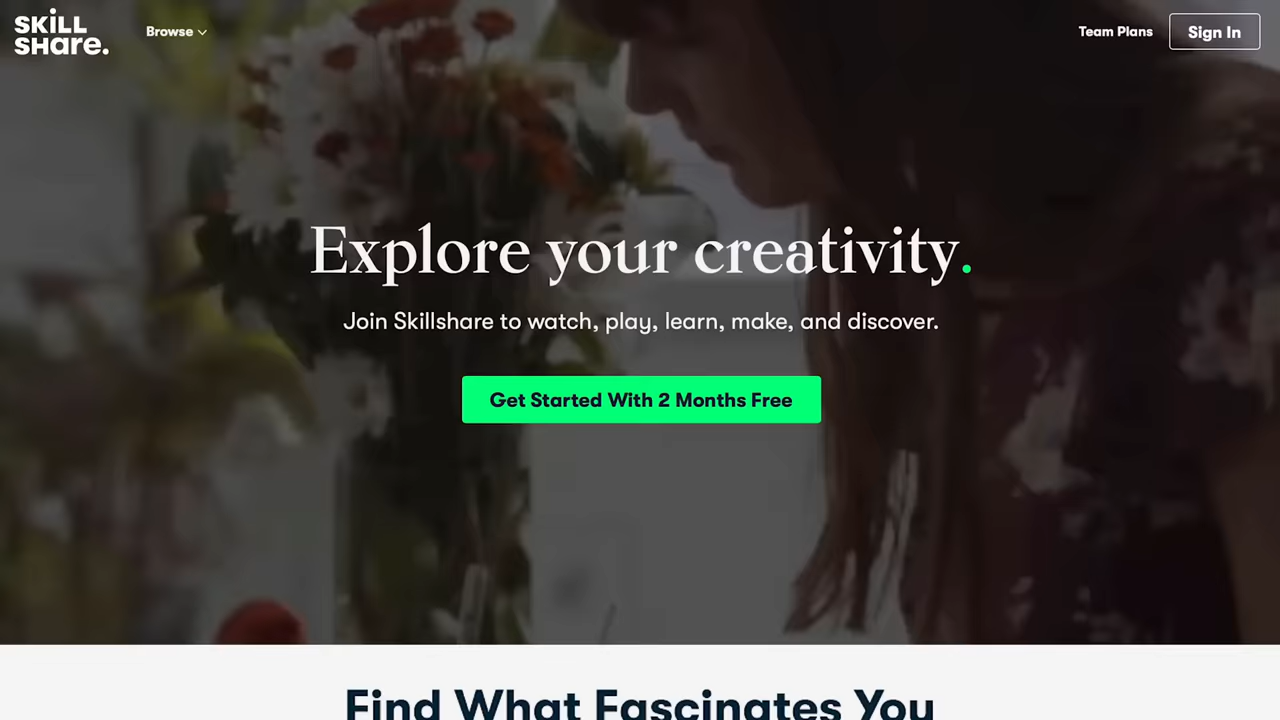 SKiLL
SHare.
Browse
Team Plans
Sign In
Explore your creativity.
Join Skillshare to watch, play, learn, make, and discover.
Get Started With 2 Months Free
Find What Fascinates You